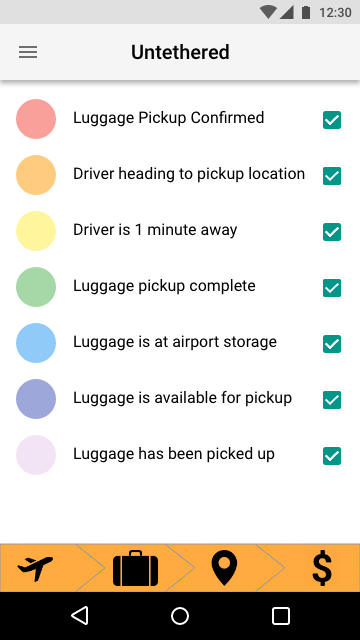 12:30
Untethered
Luggage Pickup Confirmed
Driver heading to pickup location
Driver is 1 minute away
Luggage pickup complete
Luggage is at airport storage
Luggage is available for pickup
Luggage has been picked up
$